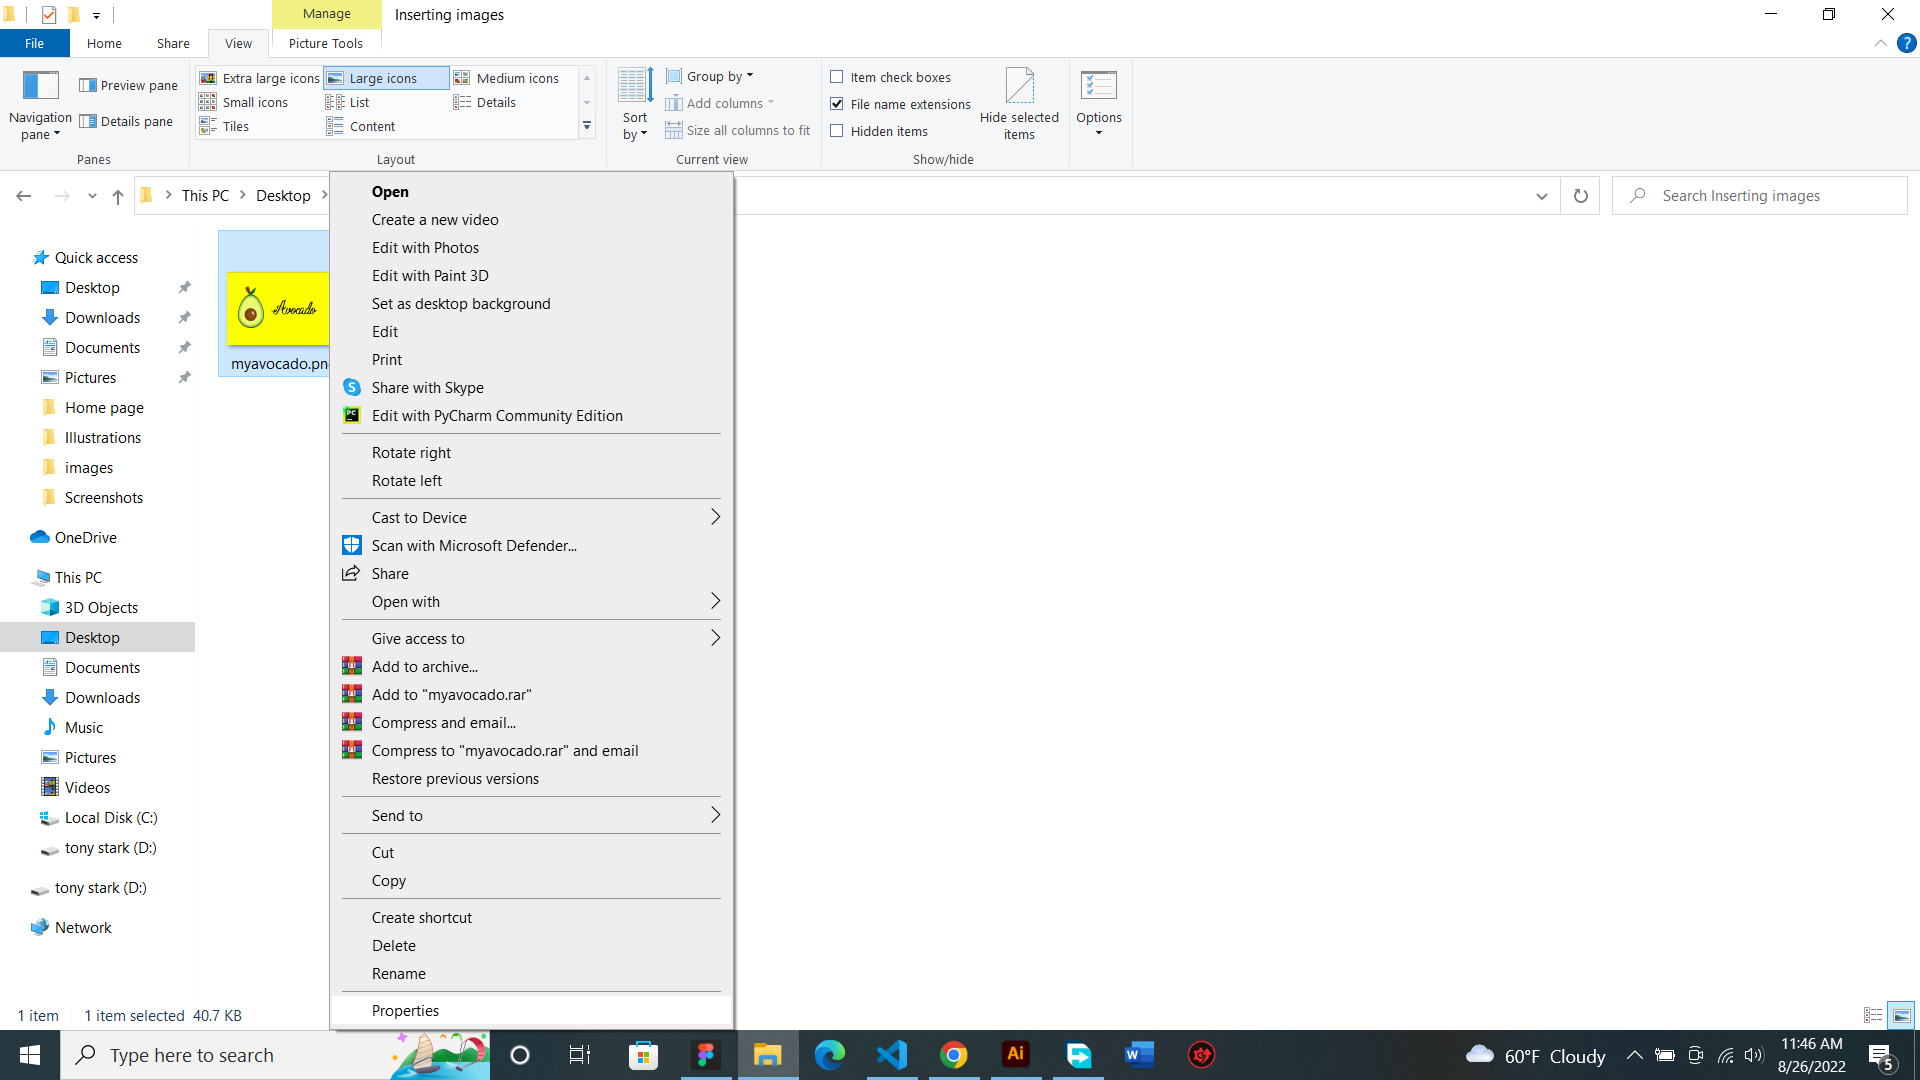 Manage
Inserting images
File
Home
Share
View
Picture Tools
Navigation pane
Preview pane
Details pane
Panes
Extra large icons
Large icons
Medium icons
Small icons
List
Details
Tiles
Content
Layout
Sort by
Group by
Add columns
Size all columns to fit
Current view
Item check boxes
File name extensions
Hidden items
Hide selected items
Show/hide
Options
This PC
Desktop
Search Inserting images
Quick access
Desktop
Downloads
Documents
Pictures
Home page
Illustrations
images
Screenshots
OneDrive
This PC
3D Objects
Desktop
Documents
Downloads
Music
Pictures
Videos
Local Disk (C:)
tony stark (D:)
tony stark (D:)
Network
Avocado
myavocado.pn
Open
Create a new video
Edit with Photos
Edit with Paint 3D
Set as desktop background
Edit
Print
Share with Skype
Edit with PyCharm Community Edition
Rotate right
Rotate left
Cast to Device
Scan with Microsoft Defender...
Share
Open with
Give access to
Add to archive...
Add to "myavocado.rar"
Compress and email...
Compress to "myavocado.rar" and email
Restore previous versions
Send to
Cut
Copy
Create shortcut
Delete
Rename
Properties
1 item
1 item selected 40.7 KB
Type here to search
Ai
W
60°F Cloudy
11:46 AM
8/26/2022
5